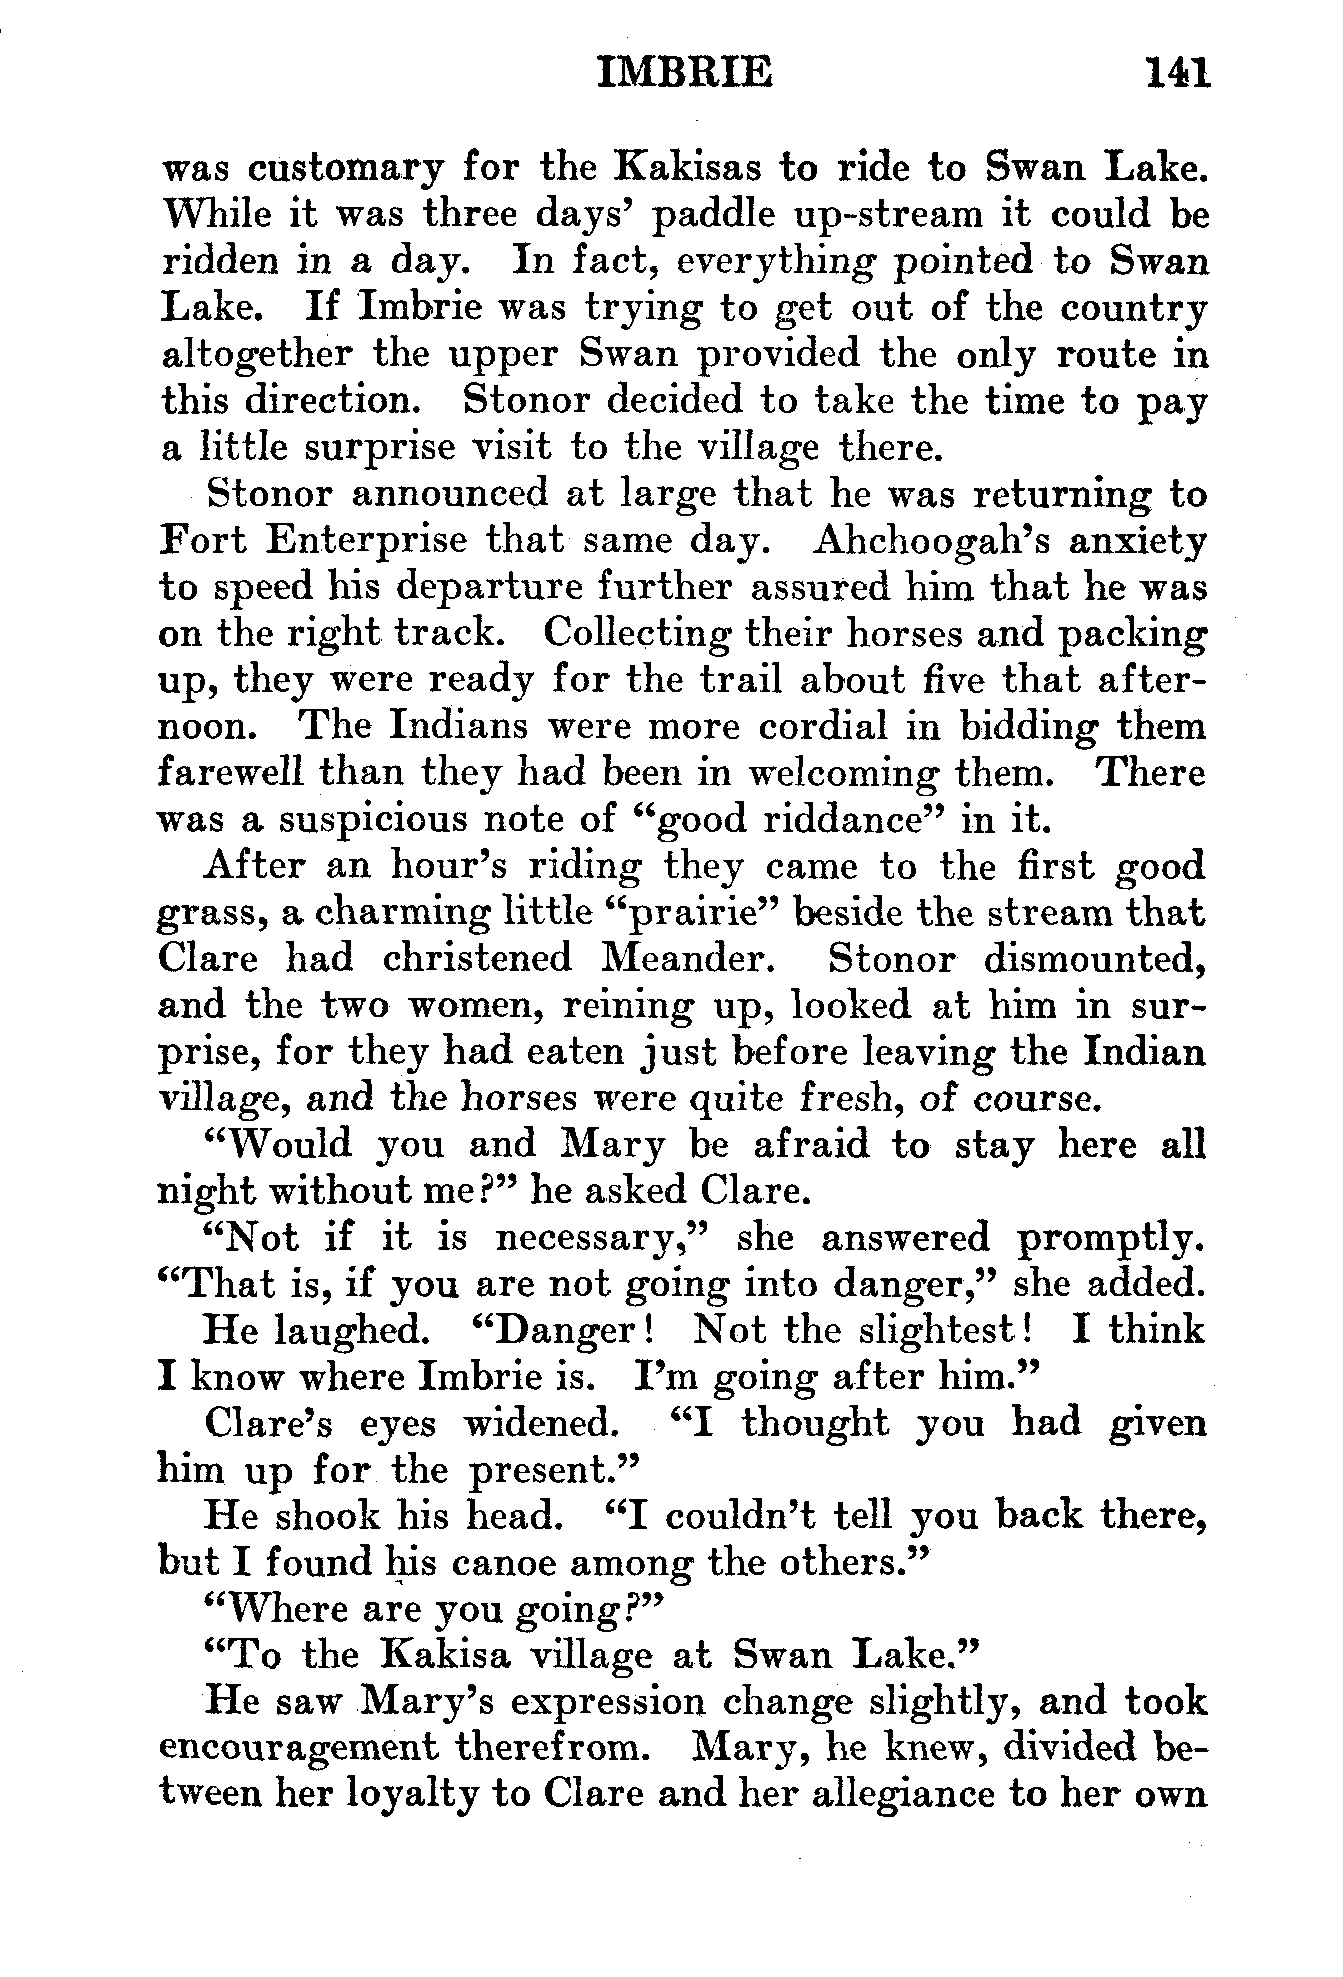 IMBRIE 141
was customary for the Kakisas to ride to Swan Lake.
While it was three days’ paddle up-stream it could be
ridden in a day. In fact, everything pointed to Swan
Lake. If Imbrie was trying to get out of the country
altogether the upper Swan provided the only route in
this direction. Stonor decided to take the time to pay
a little surprise visit to the village there.
Stonor announced at large that he was returning to
Fort Enterprise that same day. Ahchoogah’s anxiety
to speed his departure further assured him that he was
on the right track. Collecting their horses and packing
up, they were ready for the trail about five that after-
noon. The Indians were more cordial in bidding them
farewell than they had been in welcoming them. There
was a suspicious note of “good riddance” in it.
After an hour’s riding they came to the first good
grass, a charming little “prairie” beside the stream that
Clare had christened Meander. Stonor dismounted,
and the two women, reining up, looked at him in sur-
prise, for they had eaten just before leaving the Indian
village, and the horses were quite fresh, of course.
“Would you and Mary be afraid to stay here all
night without me?” he asked Clare.
“Not if it is necessary,” she answered promptly.
“That is, if you are not going into danger,” she added.
He laughed. “Danger! Not the slightest! I think
I know where Imbrie is. I’m going after him.”
Clare’s eyes widened. “I thought you had given
him up for the present.”
He shook his head. “I couldn’t tell you back there,
but I found his canoe among the others.”
“Where are you going?”
“To the Kakisa village at Swan Lake.”
He saw Mary’s expression change slightly, and took
encouragement therefrom. Mary, he knew, divided be-
tween her loyalty to Clare and her allegiance to her own